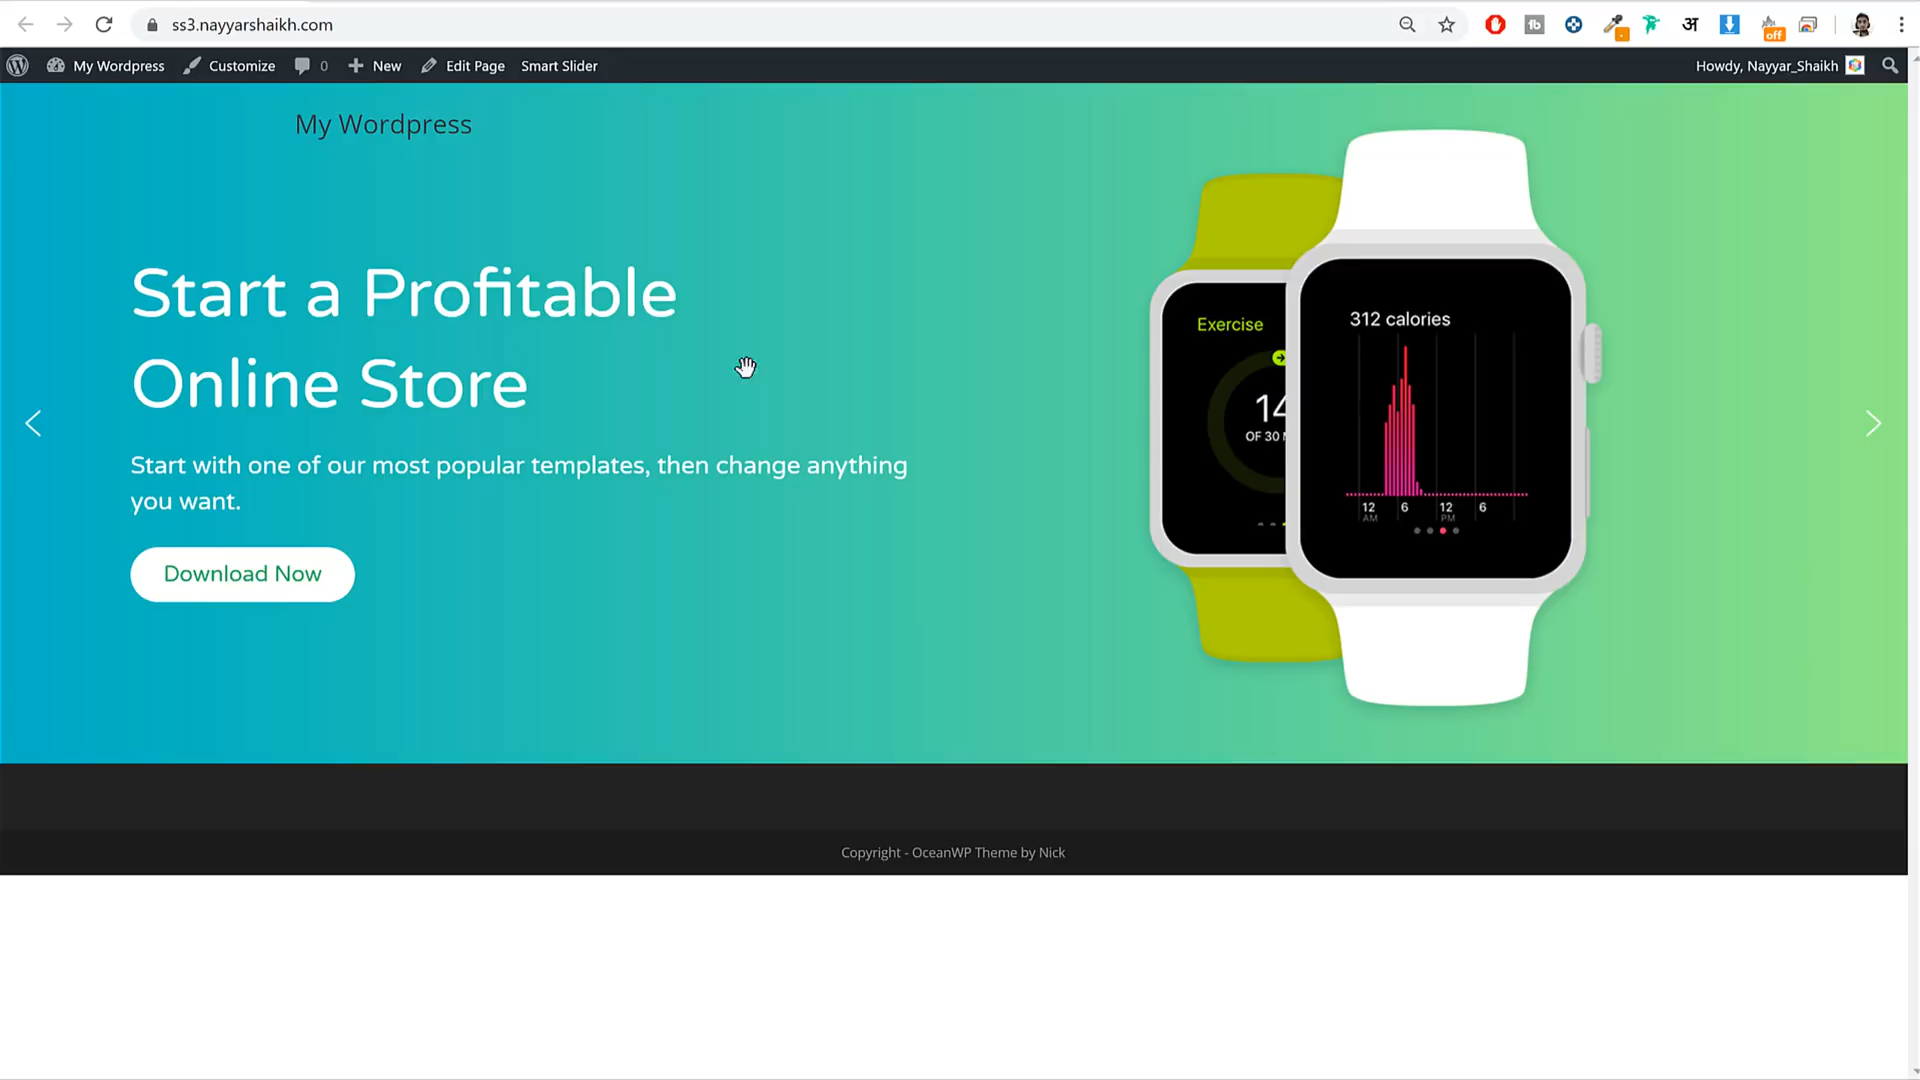 ss3.nayyarshaikh.com
My Wordpress Customize 0 New Edit Page Smart Slider Howdy, Nayyar_Shaikh
My Wordpress
Start a Profitable
Online Store
Start with one of our most popular templates, then change anything
you want.
Download Now
Exercise
14
OF 30
312 calories
12 6 12 6
AM PM
Copyright - OceanWP Theme by Nick
अ
off